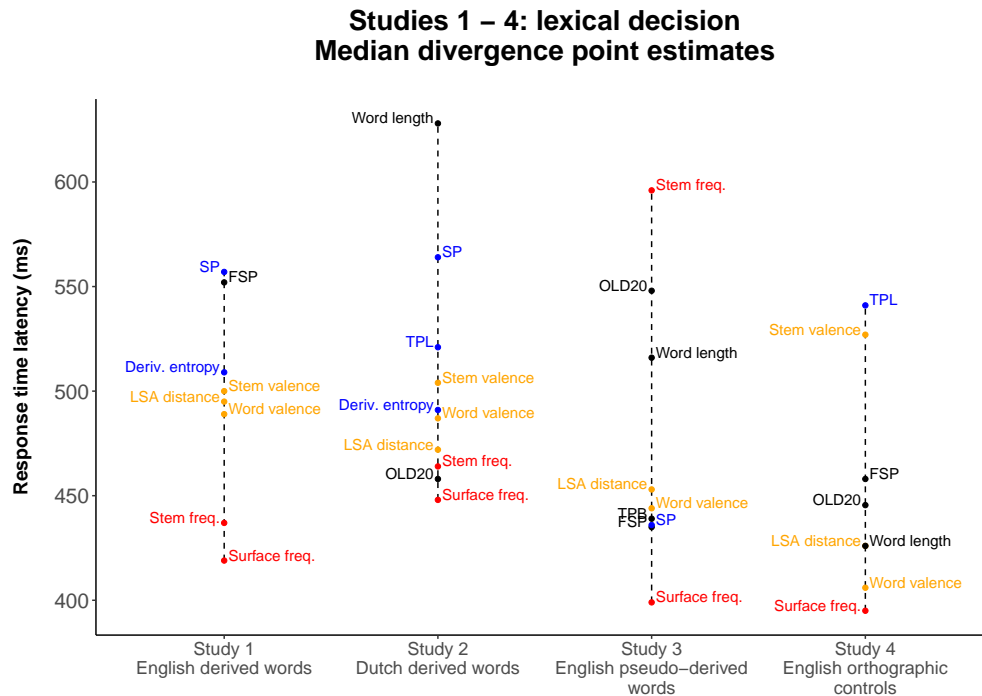 Studies 1 – 4: lexical decision
Median divergence point estimates
Response time latency (ms)
600
550
500
450
400
SP
FSP
Deriv. entropy
Stem valence
LSA distance
Word valence
Stem freq.
Surface freq.
Word length
SP
TPL
Stem valence
Deriv. entropy
Word valence
LSA distance
Stem freq.
OLD20
Surface freq.
Stem freq.
OLD20
Word length
LSA distance
Word valence
TPB
FSP
SP
Surface freq.
TPL
Stem valence
FSP
OLD20
LSA distance
Word length
Word valence
Surface freq.
Study 1
English derived words
Study 2
Dutch derived words
Study 3
English pseudo−derived
words
Study 4
English orthographic
controls